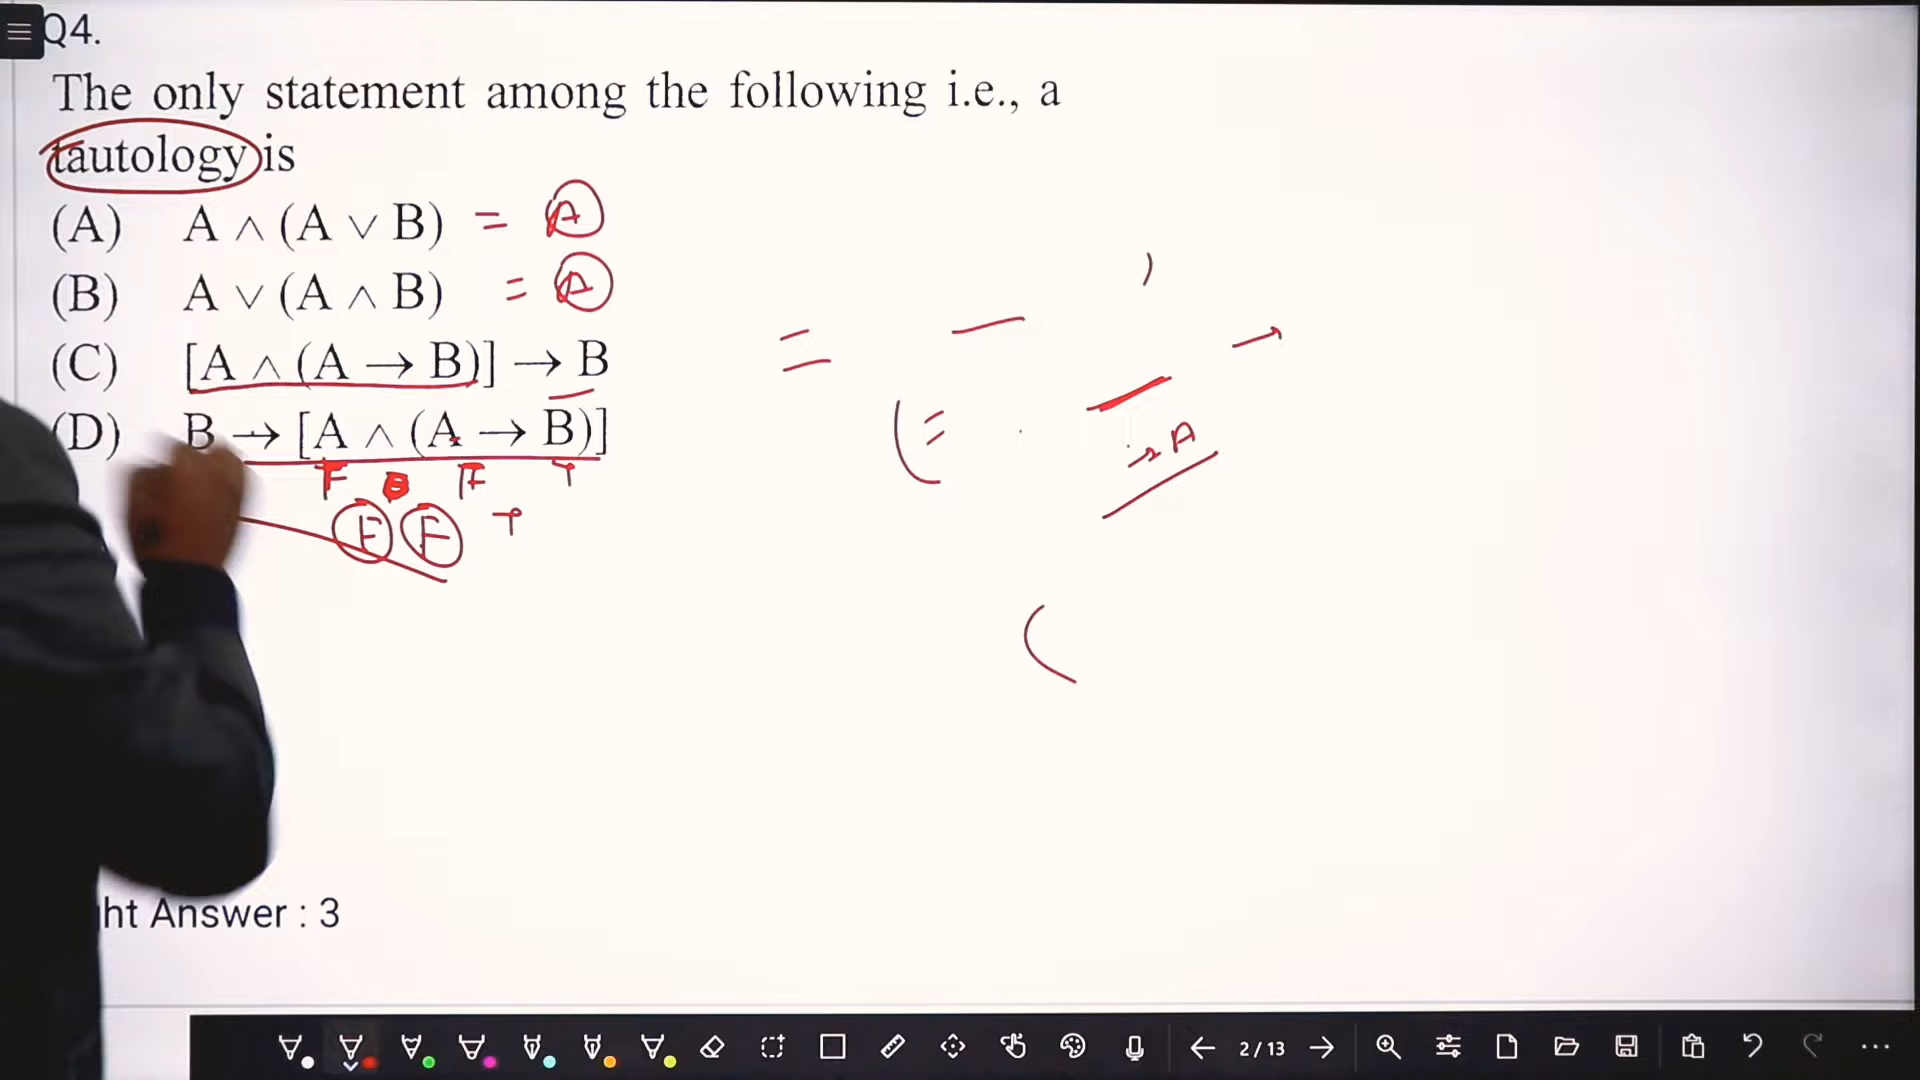 Q4.
The only statement among the following i.e., a
tautology is
(A) A ∧ (A ∨ B) = A
(B) A ∨ (A ∧ B) = A
(C) [A ∧ (A → B)] → B
(D) B → [A ∧ (A → B)]
F F T
F F T
=
→
(=
→ A
(
ht Answer : 3
2 / 13